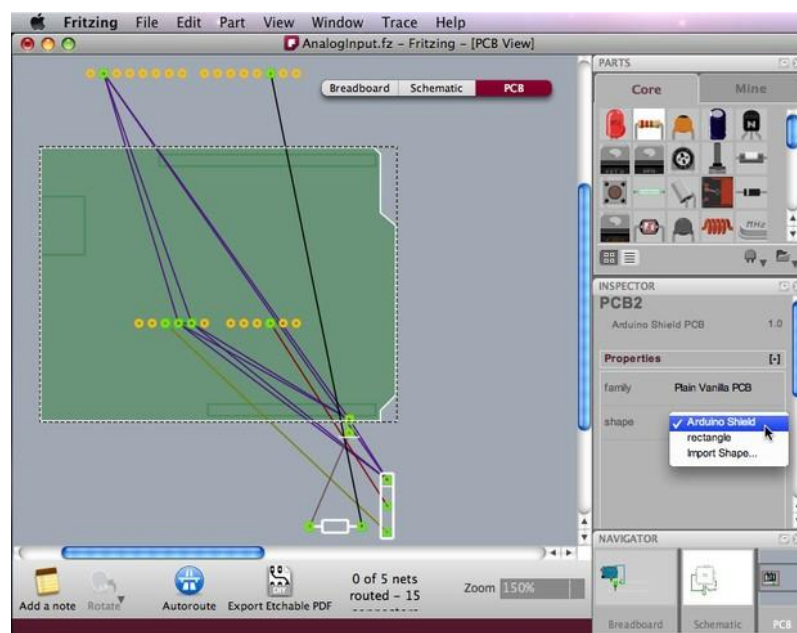 Fritzing File Edit Part View Window Trace Help
AnalogInput.fz - Fritzing - [PCB View]
Breadboard Schematic PCB
PARTS
Core Mine
MHz
INSPECTOR
PCB2
Arduino Shield PCB 1.0
Properties [-]
family Plain Vanilla PCB
shape ✓ Arduino Shield
rectangle
Import Shape...
NAVIGATOR
Breadboard Schematic PCB
Add a note Rotate Autoroute Export Etchable PDF
0 of 5 nets
routed - 15
Zoom 150%